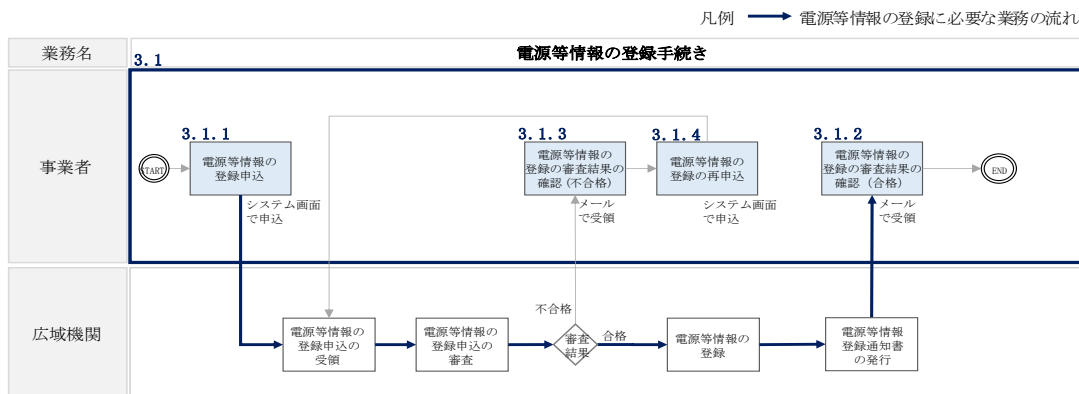 凡例 電源等情報の登録に必要な業務の流れ
業務名
3.1
電源等情報の登録手続き
事業者
START
3.1.1
電源等情報の
登録申込
システム画面
で申込
3.1.3
電源等情報の
登録の審査結果の
確認(不合格)
メール
で受領
3.1.4
電源等情報の
登録の再申込
システム画面
で申込
3.1.2
電源等情報の
登録の審査結果の
確認（合格）
メール
で受領
END
広域機関
電源等情報の
登録申込の
受領
電源等情報の
登録申込の
審査
不合格
審査
結果
合格
電源等情報の
登録
電源等情報
登録通知書
の発行